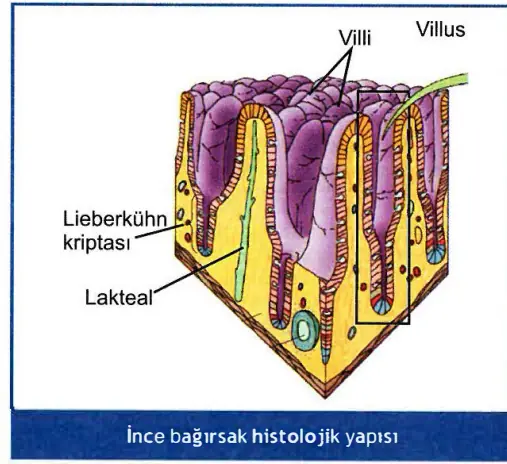 Villi
Villus
Lieberkühn
kriptası
Lakteal
İnce bağırsak histolojik yapısı